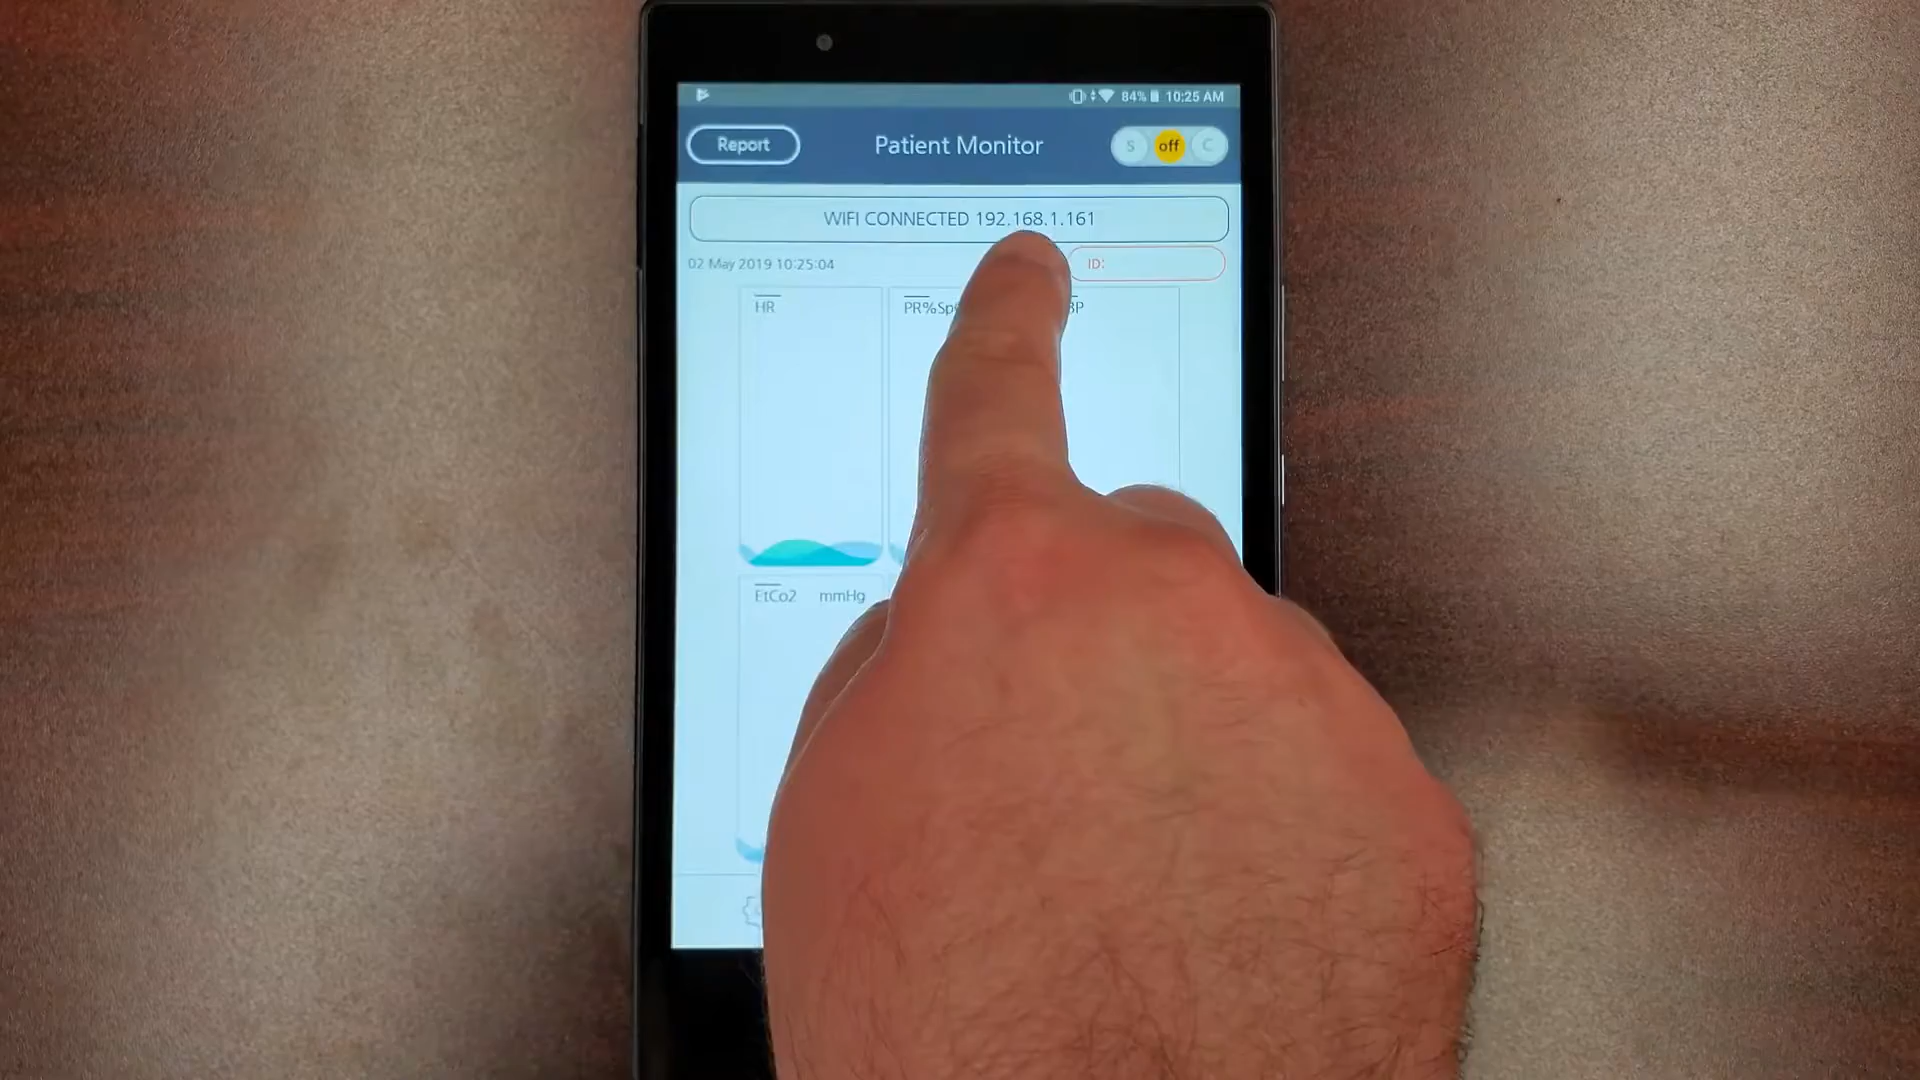 84% 10:25 AM
Report Patient Monitor S off C
WIFI CONNECTED 192.168.1.161
02 May 2019 10:25:04 ID:
HR
EtCo2 mmHg